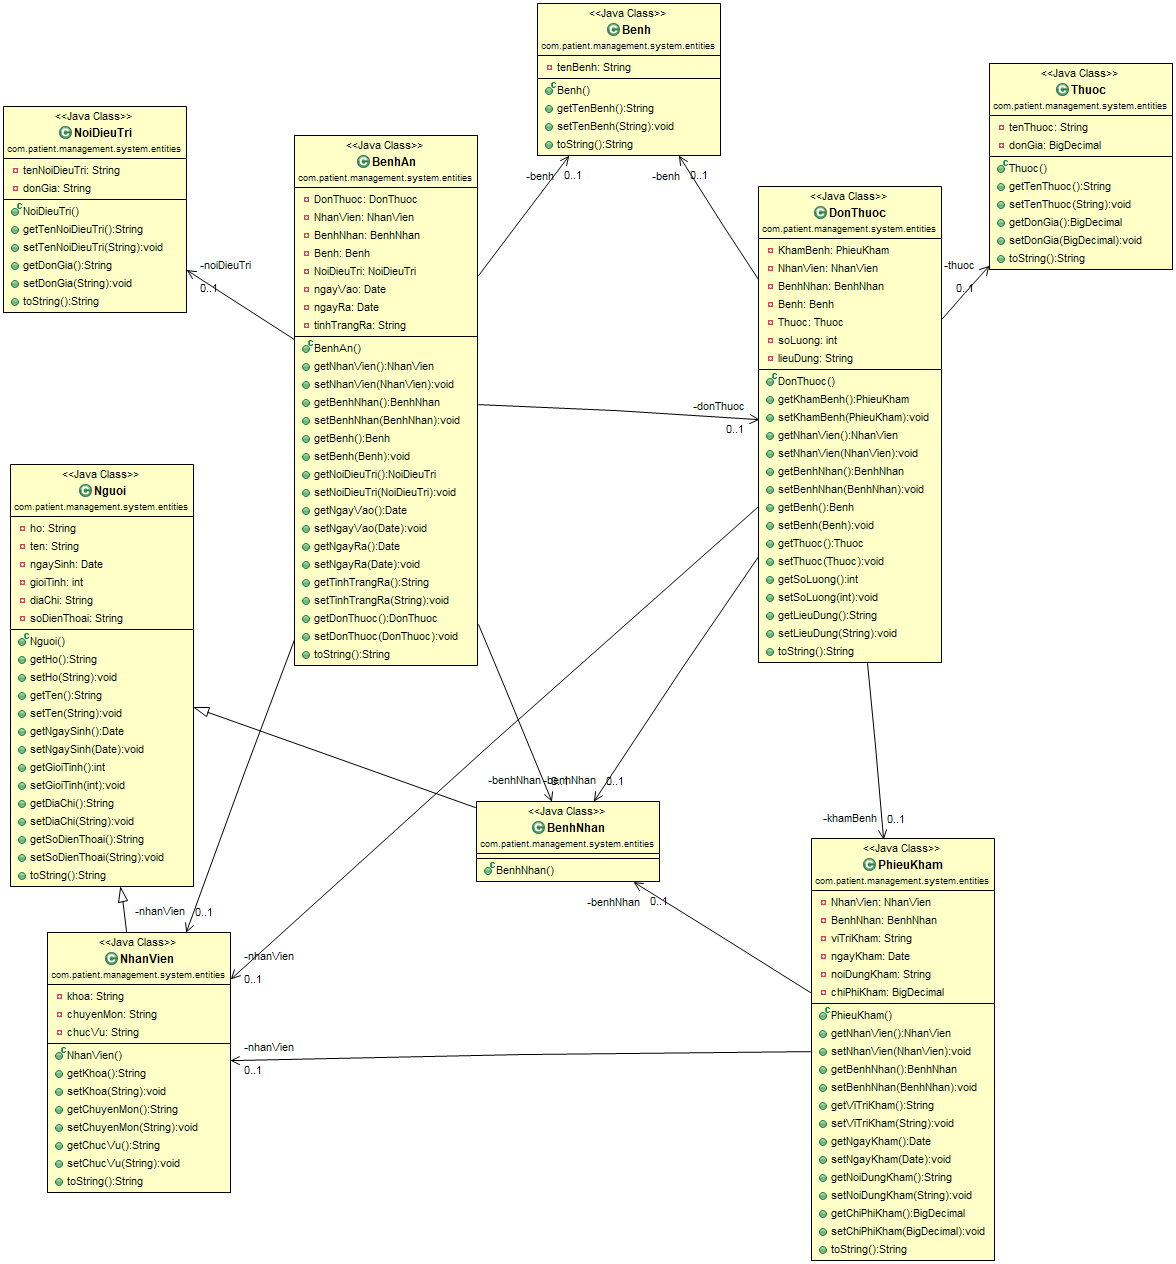 <<Java Class>>
Benh
com.patient.management.system.entities
tenBenh: String
Benh()
getTenBenh():String
setTenBenh(String):void
toString():String
<<Java Class>>
Thuoc
com.patient.management.system.entities
tenThuoc: String
donGia: BigDecimal
Thuoc()
getTenThuoc():String
setTenThuoc(String):void
getDonGia():BigDecimal
setDonGia(BigDecimal):void
toString():String
<<Java Class>>
NoiDieuTri
com.patient.management.system.entities
tenNoiDieuTri: String
donGia: String
NoiDieuTri()
getTenNoiDieuTri():String
setTenNoiDieuTri(String):void
getDonGia():String
setDonGia(String):void
toString():String
<<Java Class>>
BenhAn
com.patient.management.system.entities
DonThuoc: DonThuoc
NhanVien: NhanVien
BenhNhan: BenhNhan
Benh: Benh
NoiDieuTri: NoiDieuTri
ngayVao: Date
ngayRa: Date
tinhTrangRa: String
BenhAn()
getNhanVien():NhanVien
setNhanVien(NhanVien):void
getBenhNhan():BenhNhan
setBenhNhan(BenhNhan):void
getBenh():Benh
setBenh(Benh):void
getNoiDieuTri():NoiDieuTri
setNoiDieuTri(NoiDieuTri):void
getNgayVao():Date
setNgayVao(Date):void
getNgayRa():Date
setNgayRa(Date):void
getTinhTrangRa():String
setTinhTrangRa(String):void
getDonThuoc():DonThuoc
setDonThuoc(DonThuoc):void
toString():String
-benh 0..1
-benh 0..1
<<Java Class>>
DonThuoc
com.patient.management.system.entities
KhamBenh: PhieuKham
NhanVien: NhanVien
BenhNhan: BenhNhan
Benh: Benh
Thuoc: Thuoc
soLuong: int
lieuDung: String
DonThuoc()
getKhamBenh():PhieuKham
setKhamBenh(PhieuKham):void
getNhanVien():NhanVien
setNhanVien(NhanVien):void
getBenhNhan():BenhNhan
setBenhNhan(BenhNhan):void
getBenh():Benh
setBenh(Benh):void
getThuoc():Thuoc
setThuoc(Thuoc):void
getSoLuong():int
setSoLuong(int):void
getLieuDung():String
setLieuDung(String):void
toString():String
-thuoc
0..1
-noiDieuTri
0..1
-donThuoc
0..1
<<Java Class>>
Nguoi
com.patient.management.system.entities
ho: String
ten: String
ngaySinh: Date
gioiTinh: int
diaChi: String
soDienThoai: String
Nguoi()
getHo():String
setHo(String):void
getTen():String
setTen(String):void
getNgaySinh():Date
setNgaySinh(Date):void
getGioiTinh():int
setGioiTinh(int):void
getDiaChi():String
setDiaChi(String):void
getSoDienThoai():String
setSoDienThoai(String):void
toString():String
-benhNhan 0..1
-benhNhan 0..1
<<Java Class>>
BenhNhan
com.patient.management.system.entities
BenhNhan()
-khamBenh 0..1
-benhNhan 0..1
-nhanVien 0..1
<<Java Class>>
NhanVien
com.patient.management.system.entities
khoa: String
chuyenMon: String
chucVu: String
NhanVien()
getKhoa():String
setKhoa(String):void
getChuyenMon():String
setChuyenMon(String):void
getChucVu():String
setChucVu(String):void
toString():String
-nhanVien
0..1
-nhanVien
0..1
<<Java Class>>
PhieuKham
com.patient.management.system.entities
NhanVien: NhanVien
BenhNhan: BenhNhan
viTriKham: String
ngayKham: Date
noiDungKham: String
chiPhiKham: BigDecimal
PhieuKham()
getNhanVien():NhanVien
setNhanVien(NhanVien):void
getBenhNhan():BenhNhan
setBenhNhan(BenhNhan):void
getViTriKham():String
setViTriKham(String):void
getNgayKham():Date
setNgayKham(Date):void
getNoiDungKham():String
setNoiDungKham(String):void
getChiPhiKham():BigDecimal
setChiPhiKham(BigDecimal):void
toString():String